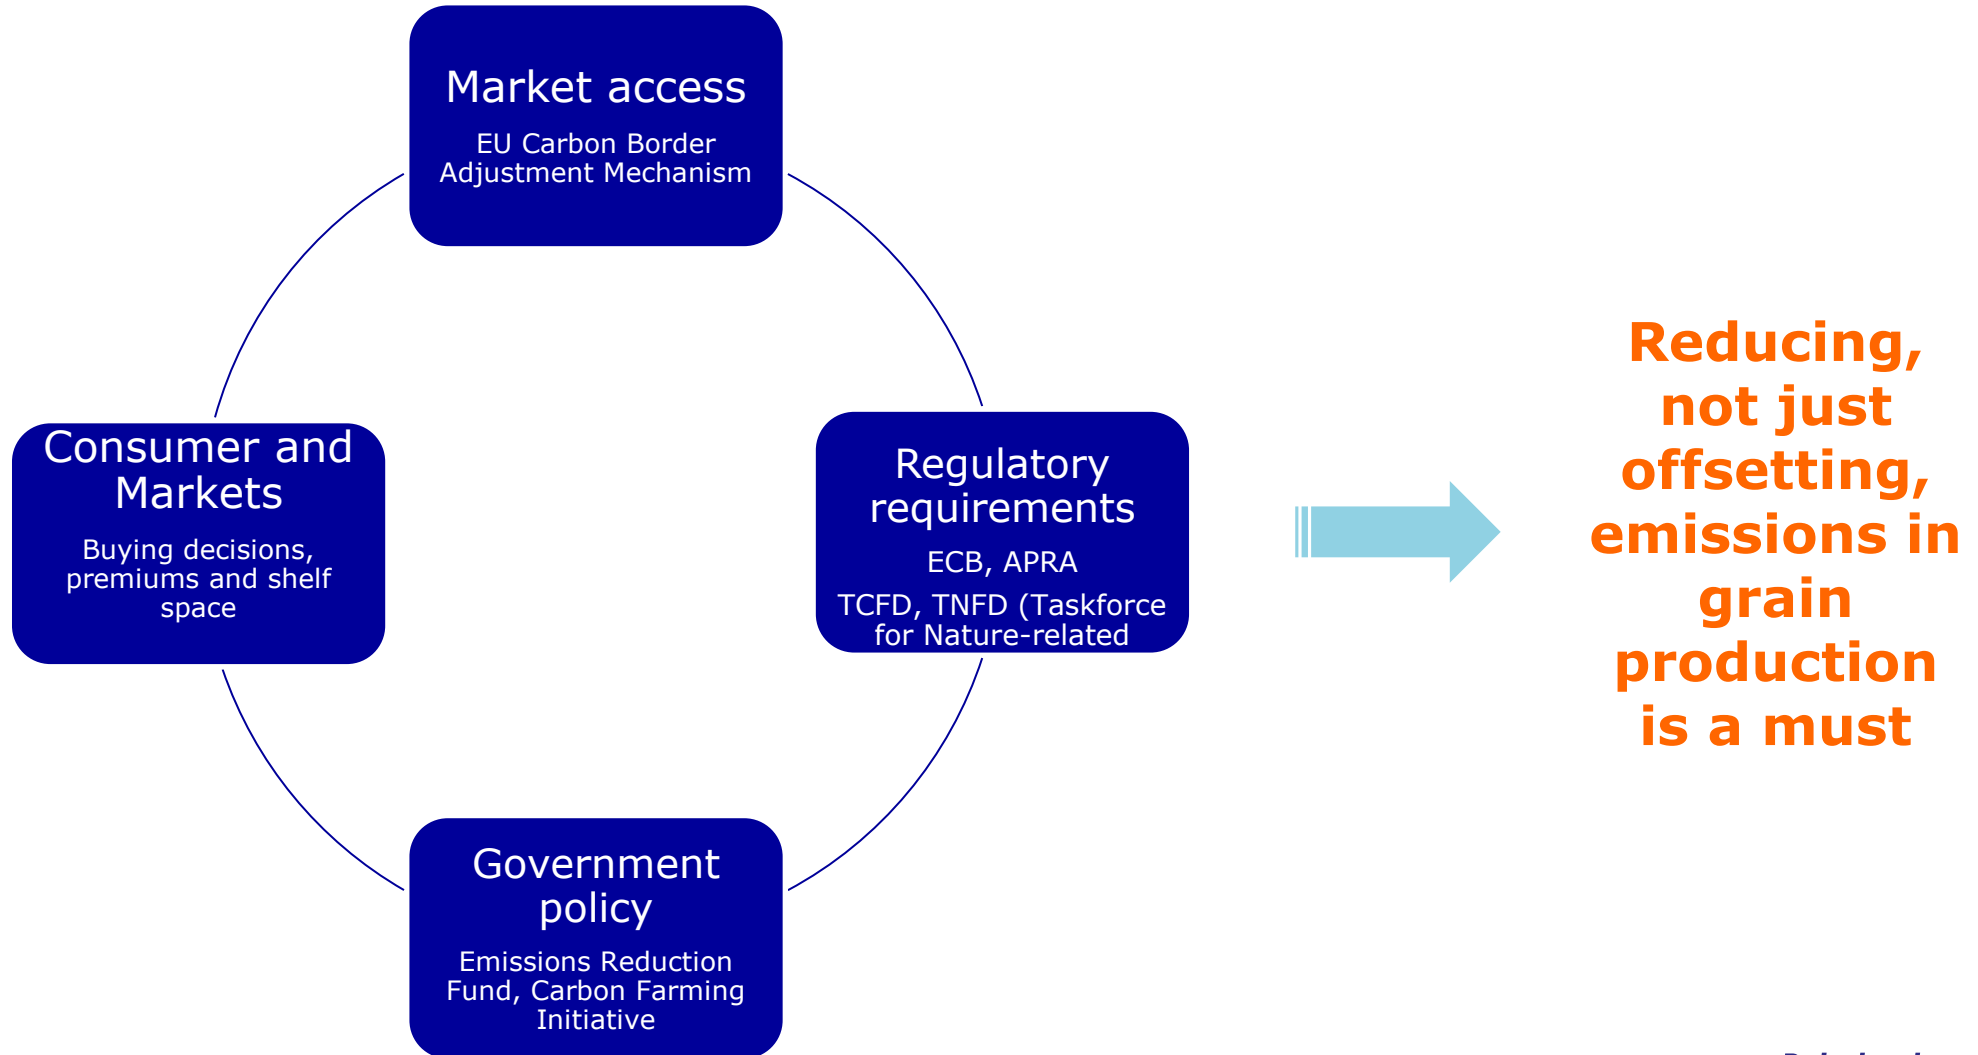 Market access
EU Carbon Border
Adjustment Mechanism
Consumer and
Markets
Buying decisions,
premiums and shelf
space
Regulatory
requirements
ECB, APRA
TCFD, TNFD (Taskforce
for Nature-related
Government
policy
Emissions Reduction
Fund, Carbon Farming
Initiative
Reducing,
not just
offsetting,
emissions in
grain
production
is a must